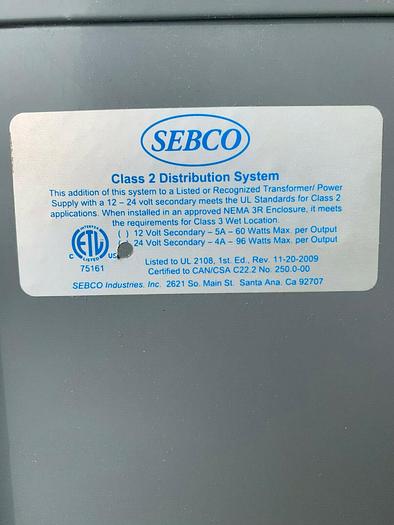 SEBCO
Class 2 Distribution System
This addition of this system to a Listed or Recognized Transformer/ Power
Supply with a 12 – 24 volt secondary meets the UL Standards for Class 2
applications. When installed in an approved NEMA 3R Enclosure, it meets
the requirements for Class 3 Wet Location.
( ) 12 Volt Secondary – 5A – 60 Watts Max. per Output
24 Volt Secondary – 4A – 96 Watts Max. per Output
INTERTEK
ETL
LISTED
C US
75161
Listed to UL 2108, 1st. Ed., Rev. 11-20-2009
Certified to CAN/CSA C22.2 No. 250.0-00
SEBCO Industries, Inc. 2621 So. Main St. Santa Ana, Ca 92707